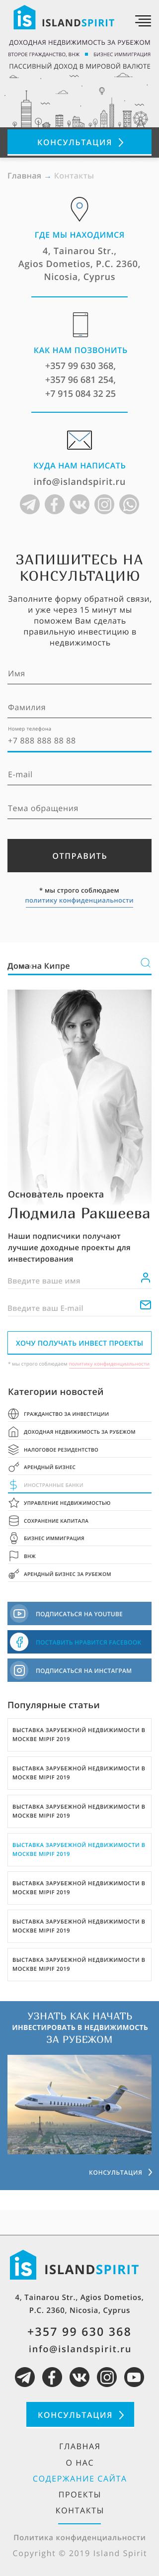 is ISLANDSPIRIT
ДОХОДНАЯ НЕДВИЖИМОСТЬ ЗА РУБЕЖОМ
ВТОРОЕ ГРАЖДАНСТВО, ВНЖ ■ БИЗНЕС ИММИГРАЦИЯ
ПАССИВНЫЙ ДОХОД В МИРОВОЙ ВАЛЮТЕ
КОНСУЛЬТАЦИЯ
Главная → Контакты
ГДЕ МЫ НАХОДИМСЯ
4, Tainarou Str.,
Agios Dometios, P.C. 2360,
Nicosia, Cyprus
КАК НАМ ПОЗВОНИТЬ
+357 99 630 368,
+357 96 681 254,
+7 915 084 32 25
КУДА НАМ НАПИСАТЬ
info@islandspirit.ru
ЗАПИШИТЕСЬ НА
КОНСУЛЬТАЦИЮ
Заполните форму обратной связи,
и уже через 15 минут мы
поможем Вам сделать
правильную инвестицию в
недвижимость
Имя
Фамилия
Номер телефона
+7 888 888 88 88
E-mail
Тема обращения
ОТПРАВИТЬ
* мы строго соблюдаем
политику конфиденциальности
Дома на Кипре
Основатель проекта
Людмила Ракшеева
Наши подписчики получают
лучшие доходные проекты для
инвестирования
Введите ваше имя
Введите ваш E-mail
ХОЧУ ПОЛУЧАТЬ ИНВЕСТ ПРОЕКТЫ
* мы строго соблюдаем политику конфиденциальности
Категории новостей
ГРАЖДАНСТВО ЗА ИНВЕСТИЦИИ
ДОХОДНАЯ НЕДВИЖИМОСТЬ ЗА РУБЕЖОМ
НАЛОГОВОЕ РЕЗИДЕНТСТВО
АРЕНДНЫЙ БИЗНЕС
ИНОСТРАННЫЕ БАНКИ
УПРАВЛЕНИЕ НЕДВИЖИМОСТЬЮ
СОХРАНЕНИЕ КАПИТАЛА
БИЗНЕС ИММИГРАЦИЯ
ВНЖ
АРЕНДНЫЙ БИЗНЕС ЗА РУБЕЖОМ
ПОДПИСАТЬСЯ НА YOUTUBE
ПОСТАВИТЬ НРАВИТСЯ FACEBOOK
ПОДПИСАТЬСЯ НА ИНСТАГРАМ
Популярные статьи
ВЫСТАВКА ЗАРУБЕЖНОЙ НЕДВИЖИМОСТИ В
МОСКВЕ MIPIF 2019
ВЫСТАВКА ЗАРУБЕЖНОЙ НЕДВИЖИМОСТИ В
МОСКВЕ MIPIF 2019
ВЫСТАВКА ЗАРУБЕЖНОЙ НЕДВИЖИМОСТИ В
МОСКВЕ MIPIF 2019
ВЫСТАВКА ЗАРУБЕЖНОЙ НЕДВИЖИМОСТИ В
МОСКВЕ MIPIF 2019
ВЫСТАВКА ЗАРУБЕЖНОЙ НЕДВИЖИМОСТИ В
МОСКВЕ MIPIF 2019
ВЫСТАВКА ЗАРУБЕЖНОЙ НЕДВИЖИМОСТИ В
МОСКВЕ MIPIF 2019
ВЫСТАВКА ЗАРУБЕЖНОЙ НЕДВИЖИМОСТИ В
МОСКВЕ MIPIF 2019
УЗНАТЬ КАК НАЧАТЬ
ИНВЕСТИРОВАТЬ В НЕДВИЖИМОСТЬ
ЗА РУБЕЖОМ
КОНСУЛЬТАЦИЯ
is ISLANDSPIRIT
4, Tainarou Str., Agios Dometios,
P.C. 2360, Nicosia, Cyprus
+357 99 630 368
info@islandspirit.ru
КОНСУЛЬТАЦИЯ
ГЛАВНАЯ
О НАС
СОДЕРЖАНИЕ САЙТА
ПРОЕКТЫ
КОНТАКТЫ
Политика конфиденциальности
Copyright © 2019 Island Spirit